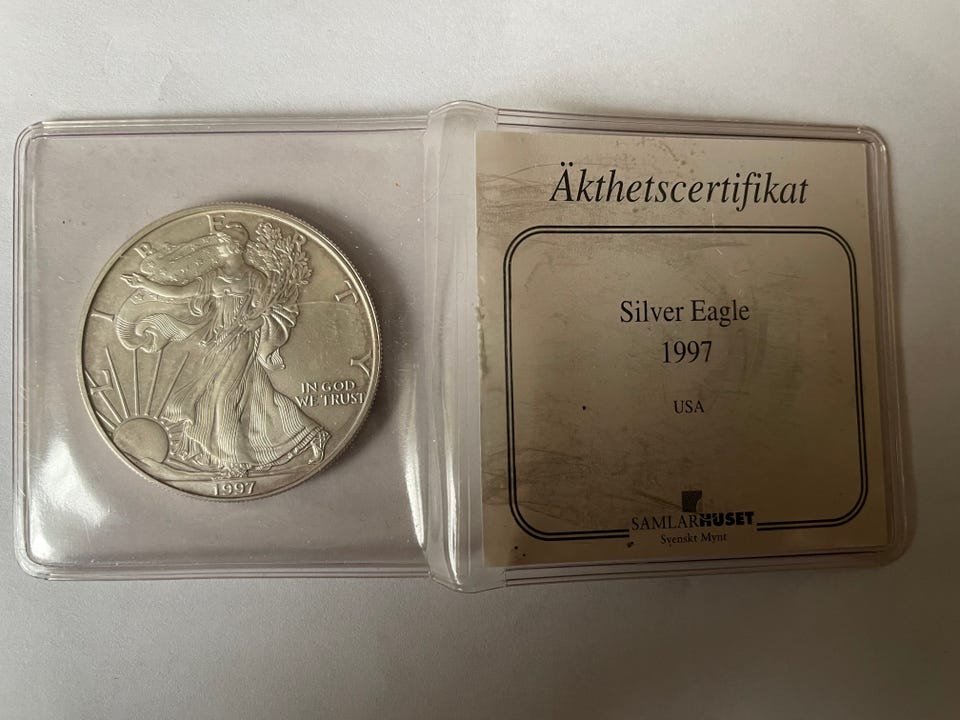 LIBERTY
IN GOD
WE TRUST
1997
Äkthetscertifikat
Silver Eagle
1997
USA
SAMLARHUSET
Svenskt Mynt